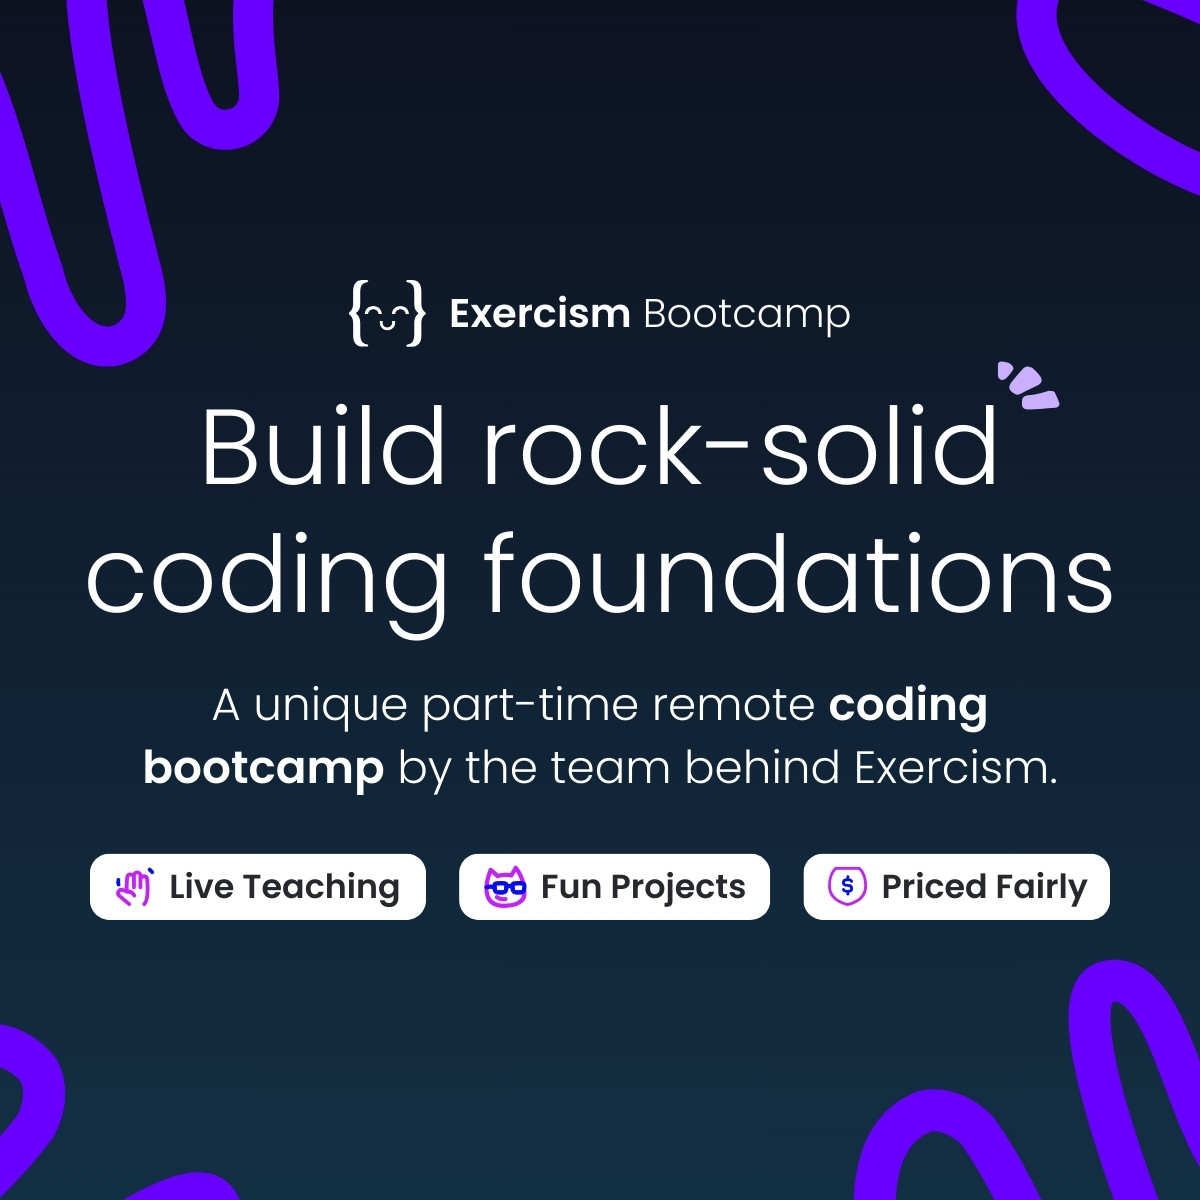 Exercism Bootcamp
Build rock-solid
coding foundations
A unique part-time remote coding
bootcamp by the team behind Exercism.
Live Teaching
Fun Projects
$ Priced Fairly